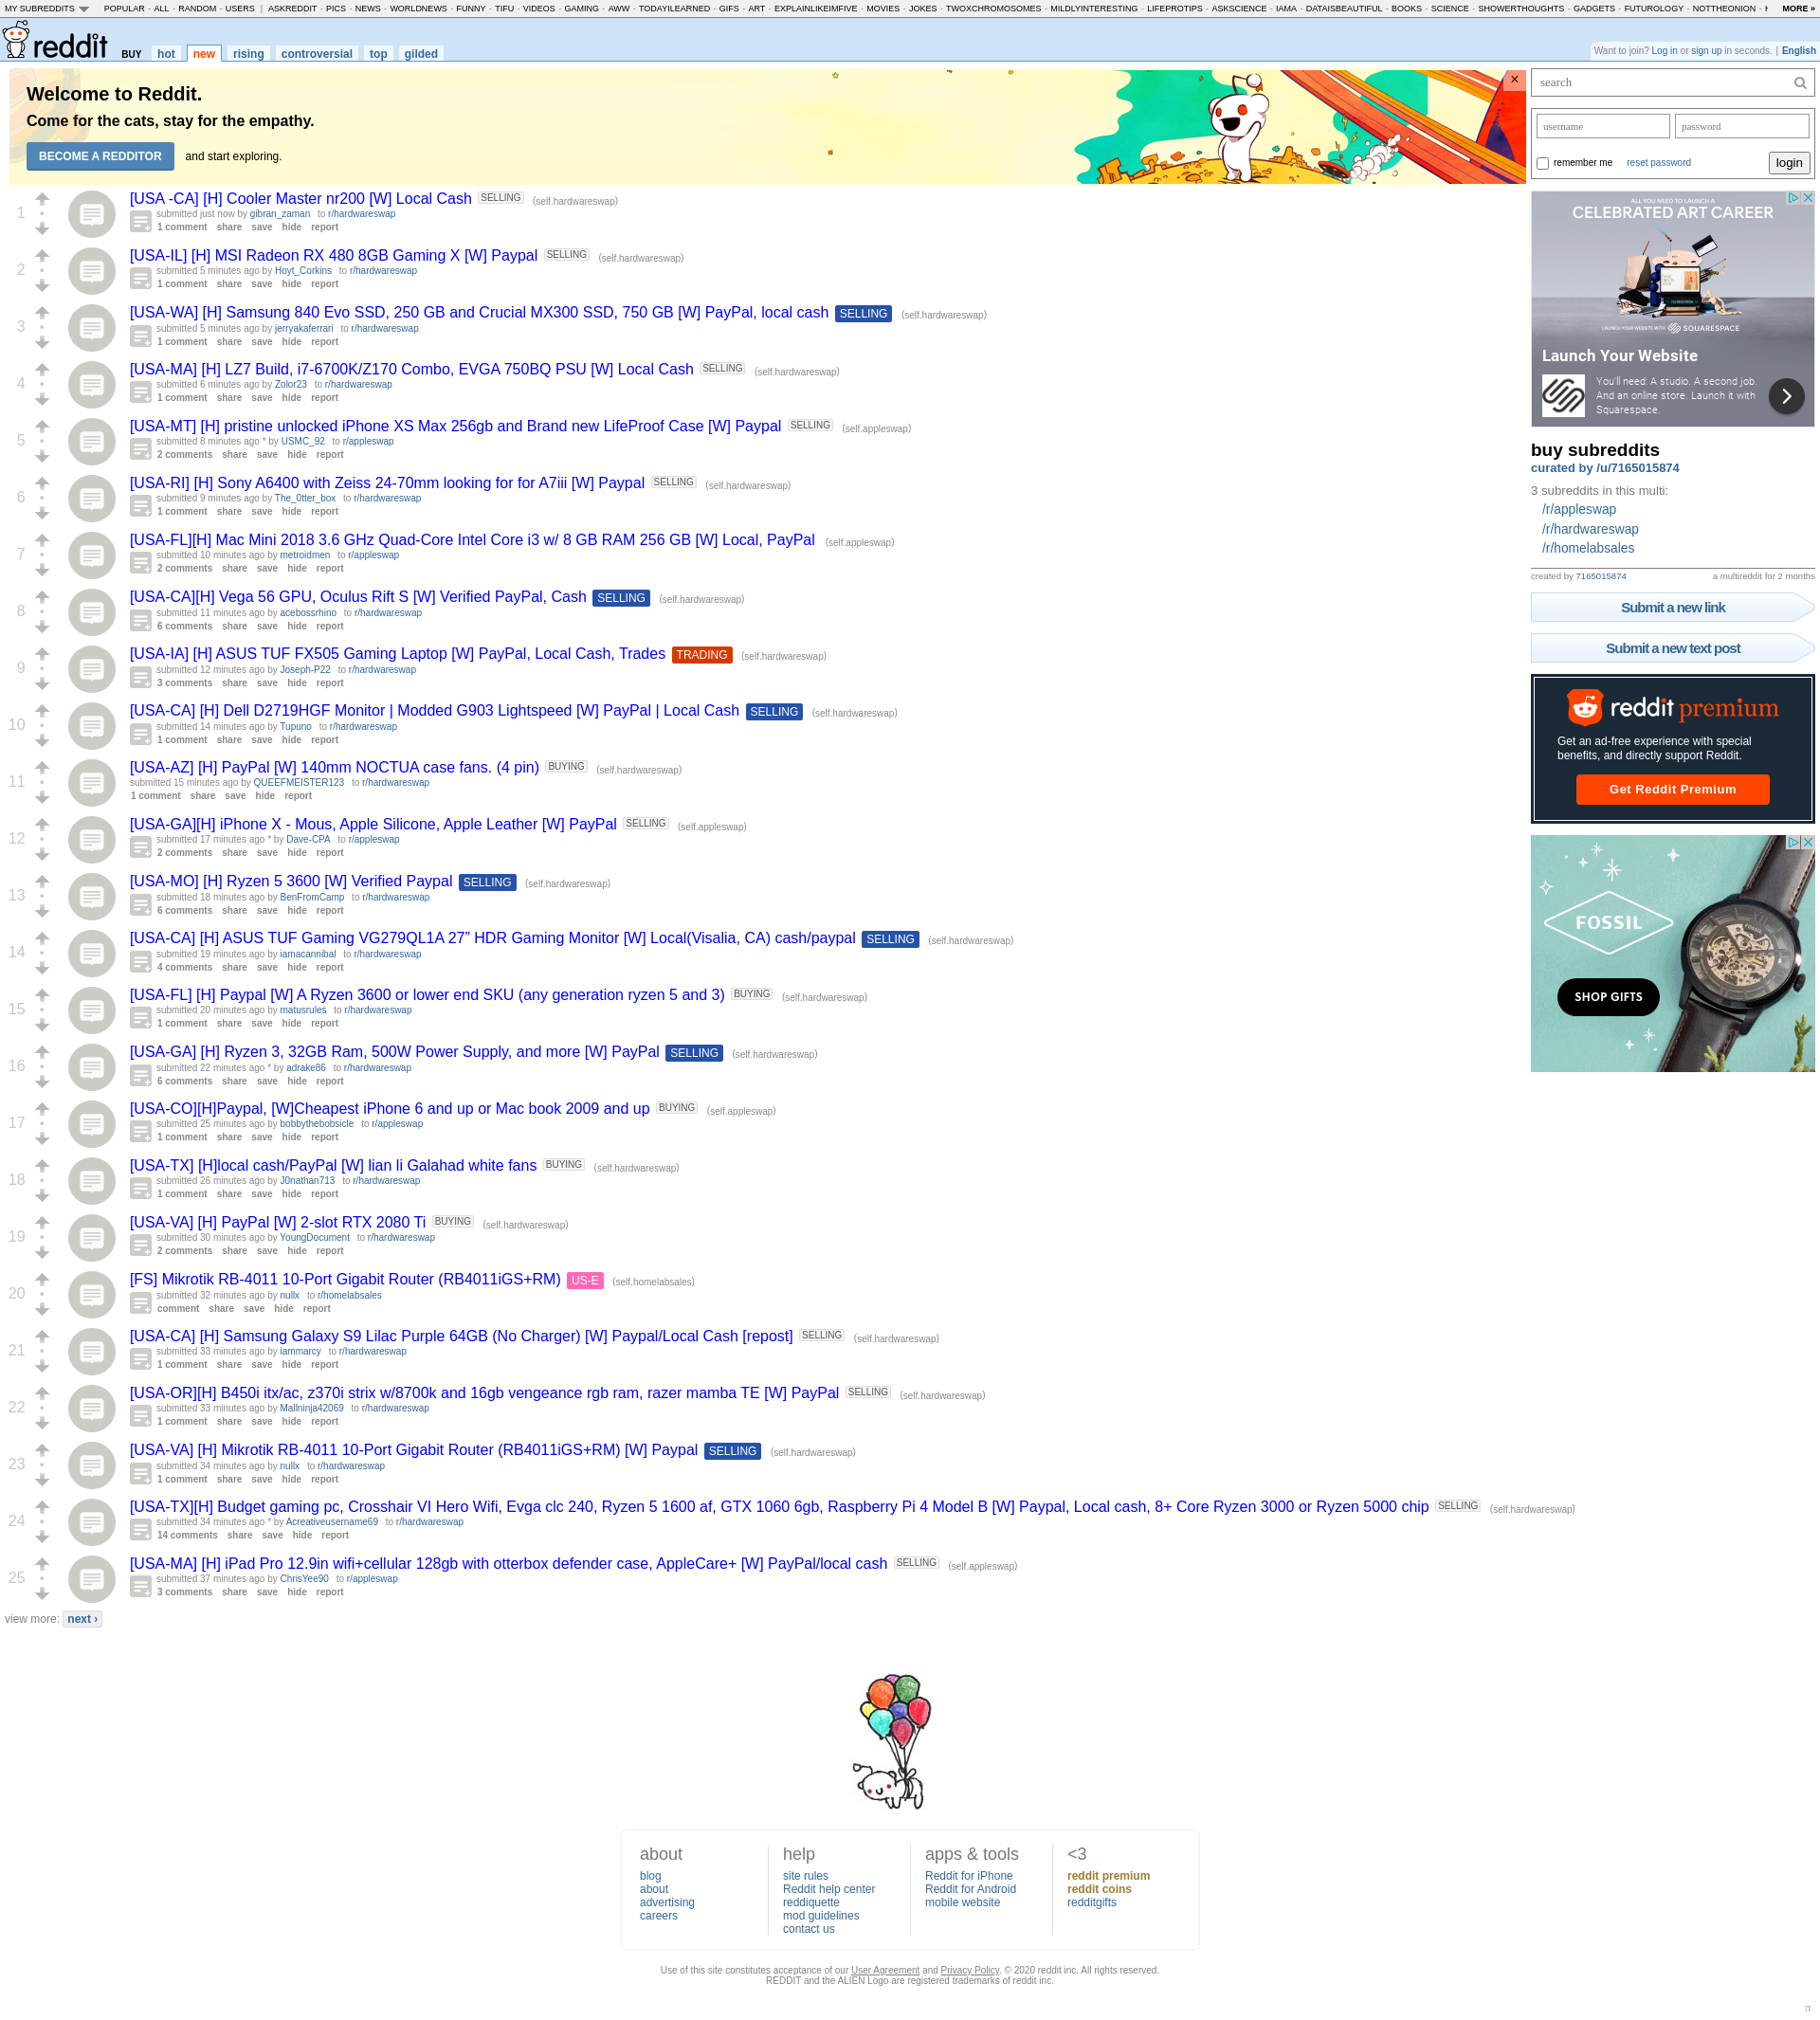 MY SUBREDDITS POPULAR - ALL - RANDOM - USERS | ASKREDDIT - PICS - NEWS - WORLDNEWS - FUNNY - TIFU - VIDEOS - GAMING - AWW - TODAYILEARNED - GIFS - ART - EXPLAINLIKEIMFIVE - MOVIES - JOKES - TWOXCHROMOSOMES - MILDLYINTERESTING - LIFEPROTIPS - ASKSCIENCE - IAMA - DATAISBEAUTIFUL - BOOKS - SCIENCE - SHOWERTHOUGHTS - GADGETS - FUTUROLOGY - NOTTHEONION - MORE »
reddit BUY hot new rising controversial top gilded
Want to join? Log in or sign up in seconds. | English
Welcome to Reddit.
Come for the cats, stay for the empathy.
BECOME A REDDITOR and start exploring.
×
search
username password
remember me reset password login
ALL YOU NEED TO LAUNCH A
CELEBRATED ART CAREER
LAUNCH YOUR WEBSITE WITH SQUARESPACE
Launch Your Website
You'll need: A studio. A second job.
And an online store. Launch it with
Squarespace.
buy subreddits
curated by /u/7165015874
3 subreddits in this multi:
/r/appleswap
/r/hardwareswap
/r/homelabsales
created by 7165015874 a multireddit for 2 months
Submit a new link
Submit a new text post
reddit premium
Get an ad-free experience with special
benefits, and directly support Reddit.
Get Reddit Premium
FOSSIL
SHOP GIFTS
1 [USA -CA] [H] Cooler Master nr200 [W] Local Cash SELLING (self.hardwareswap)
submitted just now by gibran_zaman to r/hardwareswap
1 comment share save hide report
2 [USA-IL] [H] MSI Radeon RX 480 8GB Gaming X [W] Paypal SELLING (self.hardwareswap)
submitted 5 minutes ago by Hoyt_Corkins to r/hardwareswap
1 comment share save hide report
3 [USA-WA] [H] Samsung 840 Evo SSD, 250 GB and Crucial MX300 SSD, 750 GB [W] PayPal, local cash SELLING (self.hardwareswap)
submitted 5 minutes ago by jerryakaferrari to r/hardwareswap
1 comment share save hide report
4 [USA-MA] [H] LZ7 Build, i7-6700K/Z170 Combo, EVGA 750BQ PSU [W] Local Cash SELLING (self.hardwareswap)
submitted 6 minutes ago by Zolor23 to r/hardwareswap
1 comment share save hide report
5 [USA-MT] [H] pristine unlocked iPhone XS Max 256gb and Brand new LifeProof Case [W] Paypal SELLING (self.appleswap)
submitted 8 minutes ago * by USMC_92 to r/appleswap
2 comments share save hide report
6 [USA-RI] [H] Sony A6400 with Zeiss 24-70mm looking for for A7iii [W] Paypal SELLING (self.hardwareswap)
submitted 9 minutes ago by The_0tter_box to r/hardwareswap
1 comment share save hide report
7 [USA-FL][H] Mac Mini 2018 3.6 GHz Quad-Core Intel Core i3 w/ 8 GB RAM 256 GB [W] Local, PayPal (self.appleswap)
submitted 10 minutes ago by metroidmen to r/appleswap
2 comments share save hide report
8 [USA-CA][H] Vega 56 GPU, Oculus Rift S [W] Verified PayPal, Cash SELLING (self.hardwareswap)
submitted 11 minutes ago by acebossrhino to r/hardwareswap
6 comments share save hide report
9 [USA-IA] [H] ASUS TUF FX505 Gaming Laptop [W] PayPal, Local Cash, Trades TRADING (self.hardwareswap)
submitted 12 minutes ago by Joseph-P22 to r/hardwareswap
3 comments share save hide report
10 [USA-CA] [H] Dell D2719HGF Monitor | Modded G903 Lightspeed [W] PayPal | Local Cash SELLING (self.hardwareswap)
submitted 14 minutes ago by Tupuno to r/hardwareswap
1 comment share save hide report
11 [USA-AZ] [H] PayPal [W] 140mm NOCTUA case fans. (4 pin) BUYING (self.hardwareswap)
submitted 15 minutes ago by QUEEFMEISTER123 to r/hardwareswap
1 comment share save hide report
12 [USA-GA][H] iPhone X - Mous, Apple Silicone, Apple Leather [W] PayPal SELLING (self.appleswap)
submitted 17 minutes ago * by Dave-CPA to r/appleswap
2 comments share save hide report
13 [USA-MO] [H] Ryzen 5 3600 [W] Verified Paypal SELLING (self.hardwareswap)
submitted 18 minutes ago by BenFromCamp to r/hardwareswap
6 comments share save hide report
14 [USA-CA] [H] ASUS TUF Gaming VG279QL1A 27” HDR Gaming Monitor [W] Local(Visalia, CA) cash/paypal SELLING (self.hardwareswap)
submitted 19 minutes ago by iamacannibal to r/hardwareswap
4 comments share save hide report
15 [USA-FL] [H] Paypal [W] A Ryzen 3600 or lower end SKU (any generation ryzen 5 and 3) BUYING (self.hardwareswap)
submitted 20 minutes ago by matusrules to r/hardwareswap
1 comment share save hide report
16 [USA-GA] [H] Ryzen 3, 32GB Ram, 500W Power Supply, and more [W] PayPal SELLING (self.hardwareswap)
submitted 22 minutes ago * by adrake86 to r/hardwareswap
6 comments share save hide report
17 [USA-CO][H]Paypal, [W]Cheapest iPhone 6 and up or Mac book 2009 and up BUYING (self.appleswap)
submitted 25 minutes ago by bobbythebobsicle to r/appleswap
1 comment share save hide report
18 [USA-TX] [H]local cash/PayPal [W] lian li Galahad white fans BUYING (self.hardwareswap)
submitted 26 minutes ago by J0nathan713 to r/hardwareswap
1 comment share save hide report
19 [USA-VA] [H] PayPal [W] 2-slot RTX 2080 Ti BUYING (self.hardwareswap)
submitted 30 minutes ago by YoungDocument to r/hardwareswap
2 comments share save hide report
20 [FS] Mikrotik RB-4011 10-Port Gigabit Router (RB4011iGS+RM) US-E (self.homelabsales)
submitted 32 minutes ago by nullx to r/homelabsales
comment share save hide report
21 [USA-CA] [H] Samsung Galaxy S9 Lilac Purple 64GB (No Charger) [W] Paypal/Local Cash [repost] SELLING (self.hardwareswap)
submitted 33 minutes ago by iammarcy to r/hardwareswap
1 comment share save hide report
22 [USA-OR][H] B450i itx/ac, z370i strix w/8700k and 16gb vengeance rgb ram, razer mamba TE [W] PayPal SELLING (self.hardwareswap)
submitted 33 minutes ago by Mallninja42069 to r/hardwareswap
1 comment share save hide report
23 [USA-VA] [H] Mikrotik RB-4011 10-Port Gigabit Router (RB4011iGS+RM) [W] Paypal SELLING (self.hardwareswap)
submitted 34 minutes ago by nullx to r/hardwareswap
1 comment share save hide report
24 [USA-TX][H] Budget gaming pc, Crosshair VI Hero Wifi, Evga clc 240, Ryzen 5 1600 af, GTX 1060 6gb, Raspberry Pi 4 Model B [W] Paypal, Local cash, 8+ Core Ryzen 3000 or Ryzen 5000 chip SELLING (self.hardwareswap)
submitted 34 minutes ago * by Acreativeusername69 to r/hardwareswap
14 comments share save hide report
25 [USA-MA] [H] iPad Pro 12.9in wifi+cellular 128gb with otterbox defender case, AppleCare+ [W] PayPal/local cash SELLING (self.appleswap)
submitted 37 minutes ago by ChrisYee90 to r/appleswap
3 comments share save hide report
view more: next ›
about
blog
about
advertising
careers
help
site rules
Reddit help center
reddiquette
mod guidelines
contact us
apps & tools
Reddit for iPhone
Reddit for Android
mobile website
<3
reddit premium
reddit coins
redditgifts
Use of this site constitutes acceptance of our User Agreement and Privacy Policy. © 2020 reddit inc. All rights reserved.
REDDIT and the ALIEN Logo are registered trademarks of reddit inc.
π